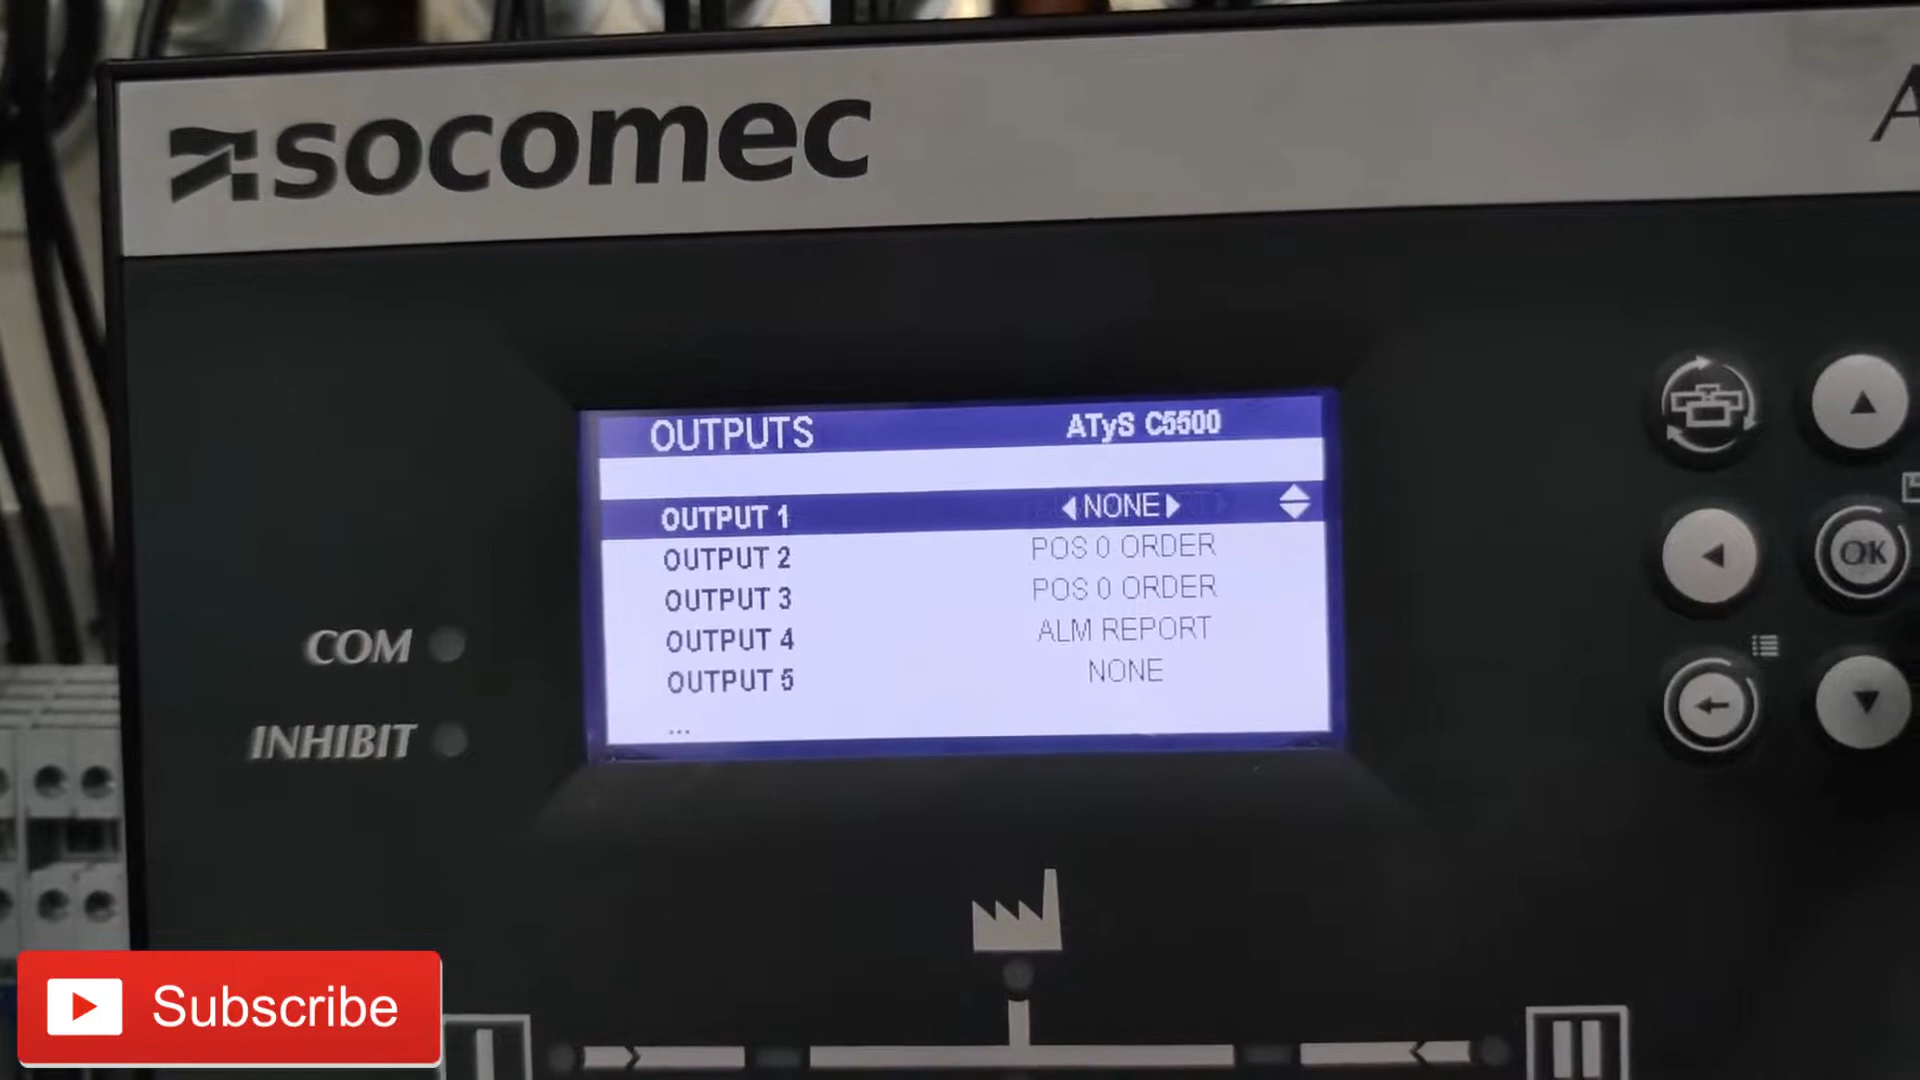 socomec
A
OUTPUTS ATyS C5500
OUTPUT 1 NONE
OUTPUT 2 POS 0 ORDER
OUTPUT 3 POS 0 ORDER
OUTPUT 4 ALM REPORT
OUTPUT 5 NONE
...
OK
COM
INHIBIT
Subscribe
I
II